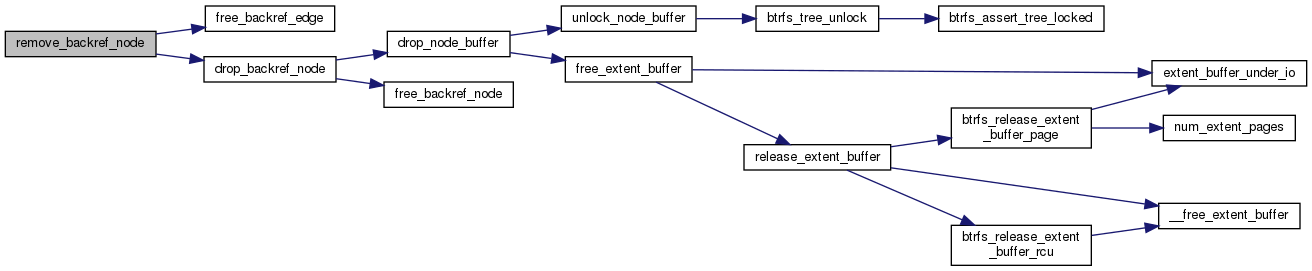 remove_backref_node
free_backref_edge
drop_backref_node
drop_node_buffer
free_backref_node
unlock_node_buffer
free_extent_buffer
btrfs_tree_unlock
btrfs_assert_tree_locked
release_extent_buffer
btrfs_release_extent
_buffer_page
btrfs_release_extent
_buffer_rcu
extent_buffer_under_io
num_extent_pages
__free_extent_buffer